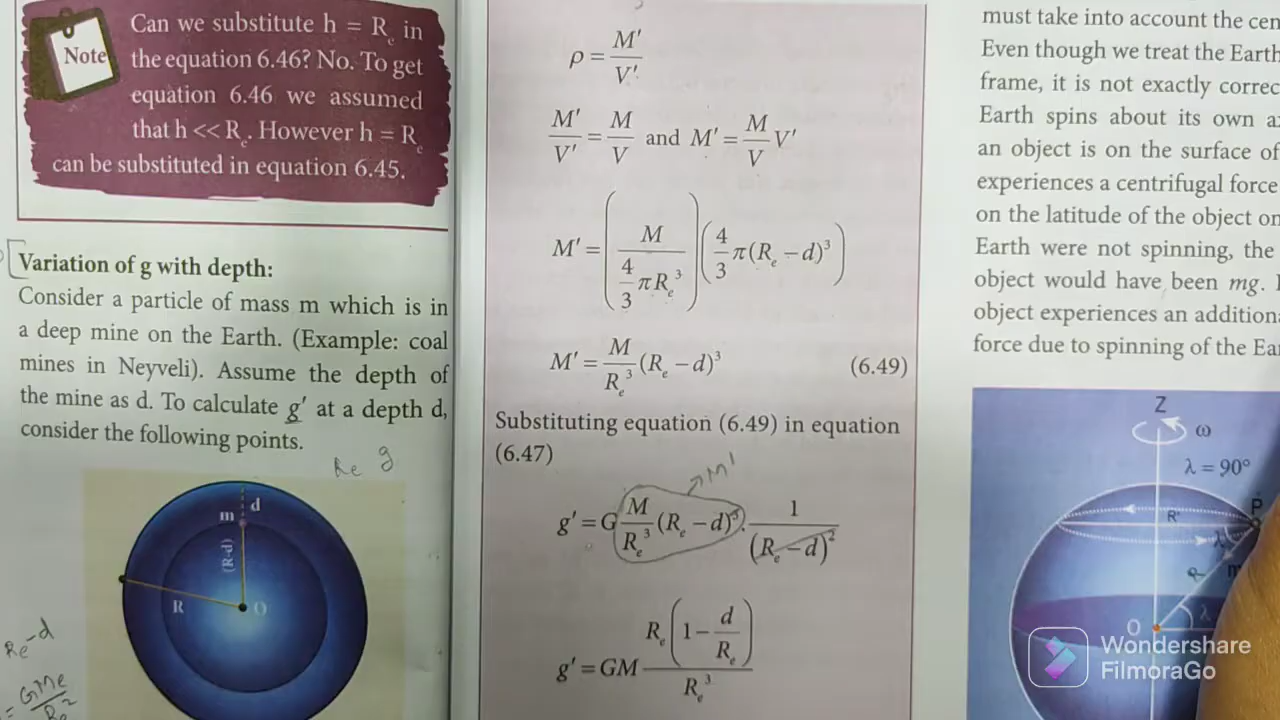 Note
Can we substitute h = Rₑ in
the equation 6.46? No. To get
equation 6.46 we assumed
that h << Rₑ. However h = Rₑ
can be substituted in equation 6.45.
Variation of g with depth:
Consider a particle of mass m which is in
a deep mine on the Earth. (Example: coal
mines in Neyveli). Assume the depth of
the mine as d. To calculate g′ at a depth d,
consider the following points.
Re g
d
m
(R-d)
R
O
Re-d
= GMe/Re²
ρ = M′/V′.
M′/V′ = M/V and M′ = M/V V′
M′ = (M / (4/3 πRₑ³)) (4/3 π(Rₑ − d)³)
M′ = M/Rₑ³ (Rₑ − d)³ (6.49)
Substituting equation (6.49) in equation
(6.47)
M'
g′ = G M/Rₑ³ (Rₑ − d)³ . 1/(Rₑ − d)²
g′ = GM Rₑ(1 − d/Rₑ) / Rₑ³
must take into account the cen
Even though we treat the Earth
frame, it is not exactly correc
Earth spins about its own a
an object is on the surface of
experiences a centrifugal force
on the latitude of the object on
Earth were not spinning, the
object would have been mg. I
object experiences an additiona
force due to spinning of the Ea
Z
ω
λ = 90°
P
R'
R
m
O
λ
Wondershare
FilmoraGo